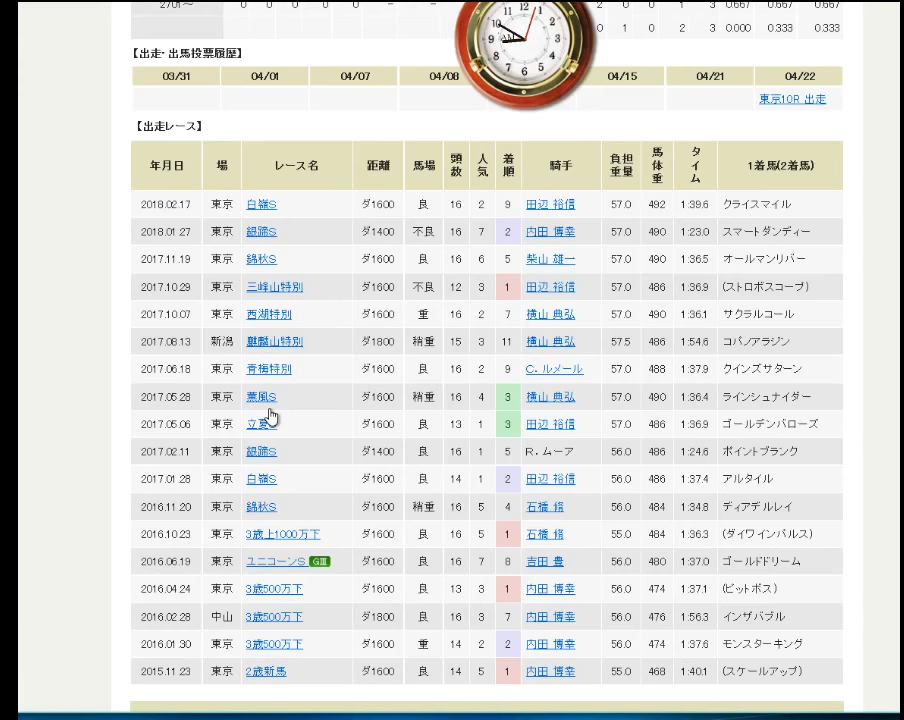 2701～ 0 0 0 0 0 － － 2 0 0 1 3 0.667 0.667 0.667
0 1 0 2 3 0.000 0.333 0.333
【出走・出馬投票履歴】
03/31 04/01 04/07 04/08 04/15 04/21 04/22
東京10R 出走
【出走レース】
年月日 場 レース名 距離 馬場 頭数 人気 着順 騎手 負担重量 馬体重 タイム 1着馬(2着馬)
2018.02.17 東京 白嶺S ダ1600 良 16 2 9 田辺 裕信 57.0 492 1:39.6 クライスマイル
2018.01.27 東京 銀蹄S ダ1400 不良 16 7 2 内田 博幸 57.0 490 1:23.0 スマートダンディー
2017.11.19 東京 錦秋S ダ1600 良 16 6 5 柴山 雄一 57.0 490 1:36.5 オールマンリバー
2017.10.29 東京 三峰山特別 ダ1600 不良 12 3 1 田辺 裕信 57.0 486 1:36.9 (ストロボスコープ)
2017.10.07 東京 西湖特別 ダ1600 重 16 2 7 横山 典弘 57.0 490 1:36.1 サクラルコール
2017.08.13 新潟 麒麟山特別 ダ1800 稍重 15 3 11 横山 典弘 57.5 486 1:54.6 コパノアラジン
2017.06.18 東京 青梅特別 ダ1600 良 16 2 9 C. ルメール 57.0 488 1:37.9 クインズサターン
2017.05.28 東京 薫風S ダ1600 稍重 16 4 3 横山 典弘 57.0 490 1:36.4 ラインシュナイダー
2017.05.06 東京 立夏S ダ1600 良 13 1 3 田辺 裕信 57.0 486 1:36.9 ゴールデンバローズ
2017.02.11 東京 銀蹄S ダ1400 良 16 1 5 R. ムーア 56.0 486 1:24.6 ポイントブランク
2017.01.28 東京 白嶺S ダ1600 良 14 1 2 田辺 裕信 56.0 486 1:37.4 アルタイル
2016.11.20 東京 錦秋S ダ1600 稍重 16 5 4 石橋 脩 56.0 484 1:34.8 ディアデルレイ
2016.10.23 東京 3歳上1000万下 ダ1600 良 16 5 1 石橋 脩 55.0 484 1:36.3 (ダイワインパルス)
2016.06.19 東京 ユニコーンS GIII ダ1600 良 16 7 8 吉田 豊 56.0 480 1:37.0 ゴールドドリーム
2016.04.24 東京 3歳500万下 ダ1600 良 13 3 1 内田 博幸 56.0 474 1:37.1 (ピットボス)
2016.02.28 中山 3歳500万下 ダ1800 良 16 3 7 内田 博幸 56.0 476 1:56.3 インザバブル
2016.01.30 東京 3歳500万下 ダ1600 重 14 2 2 内田 博幸 56.0 474 1:37.6 モンスターキング
2015.11.23 東京 2歳新馬 ダ1600 良 14 5 1 内田 博幸 55.0 468 1:40.1 (スケールアップ)